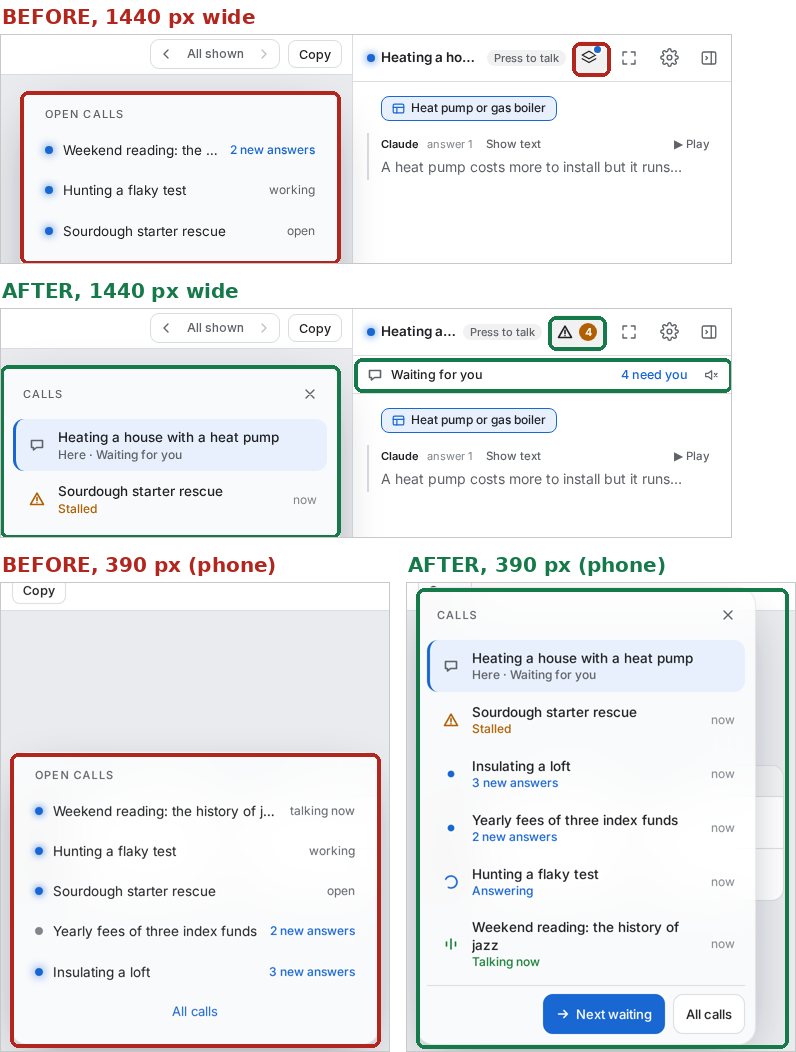 BEFORE, 1440 px wide
All shown
Copy
Heating a ho...
Press to talk
OPEN CALLS
Weekend reading: the ...
2 new answers
Hunting a flaky test
working
Sourdough starter rescue
open
Heat pump or gas boiler
Claude answer 1 Show text
▶ Play
A heat pump costs more to install but it runs...
AFTER, 1440 px wide
All shown
Copy
Heating a...
Press to talk
4
Waiting for you
4 need you
CALLS
Heating a house with a heat pump
Here · Waiting for you
Sourdough starter rescue
Stalled
now
Heat pump or gas boiler
Claude answer 1 Show text
▶ Play
A heat pump costs more to install but it runs...
BEFORE, 390 px (phone)
Copy
OPEN CALLS
Weekend reading: the history of j...
talking now
Hunting a flaky test
working
Sourdough starter rescue
open
Yearly fees of three index funds
2 new answers
Insulating a loft
3 new answers
All calls
AFTER, 390 px (phone)
CALLS
Heating a house with a heat pump
Here · Waiting for you
Sourdough starter rescue
Stalled
now
Insulating a loft
3 new answers
now
Yearly fees of three index funds
2 new answers
now
Hunting a flaky test
Answering
now
Weekend reading: the history of
jazz
Talking now
now
→ Next waiting
All calls